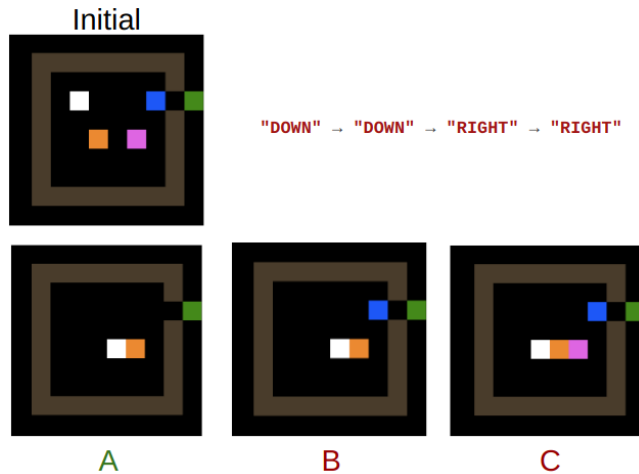 Initial
"DOWN" → "DOWN" → "RIGHT" → "RIGHT"
A
B
C